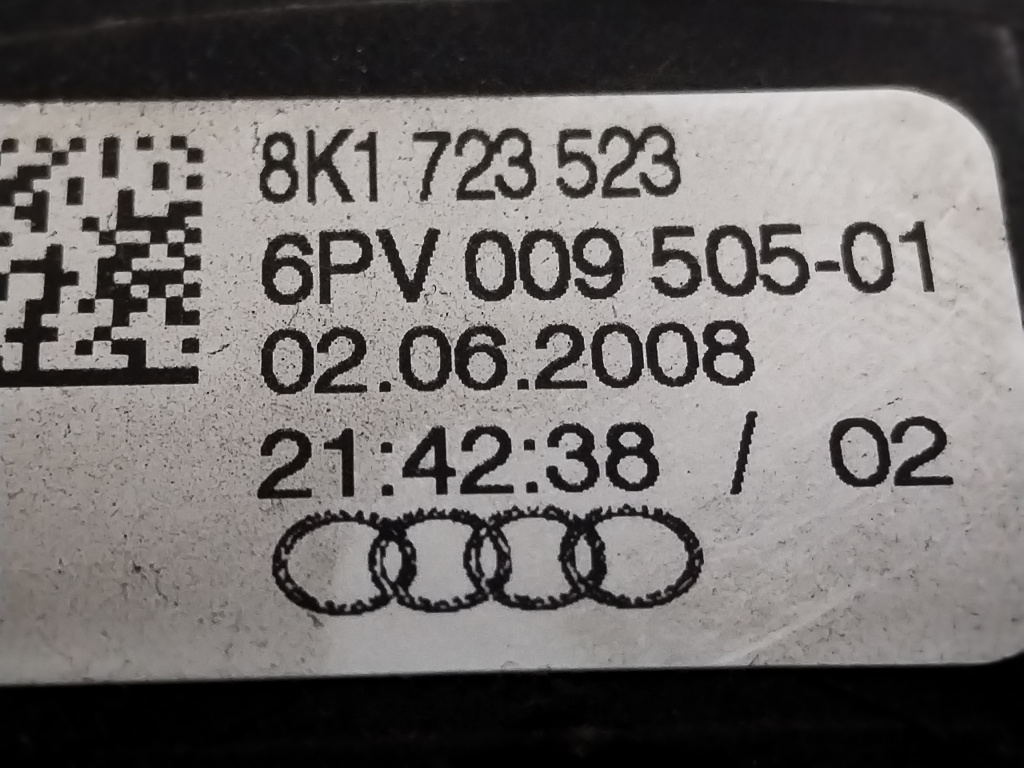 8K1 723 523
6PV 009 505-01
02.06.2008
21:42:38 / 02